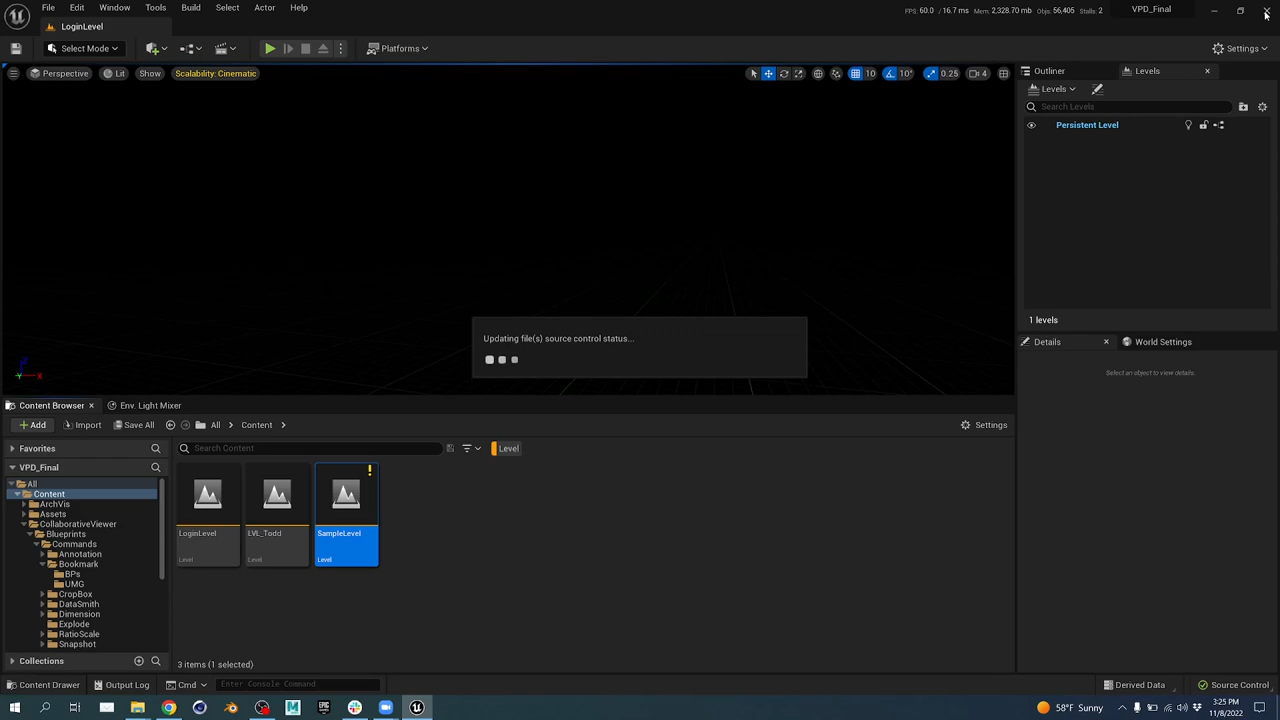 File Edit Window Tools Build Select Actor Help
FPS: 60.0 / 16.7 ms Mem: 2,328.70 mb Objs: 56,405 Stalls: 2
VPD_Final
LoginLevel
Select Mode
Platforms
Settings
Perspective Lit Show Scalability: Cinematic
10 10° 0.25 4
Outliner
Levels
Levels
Search Levels
Persistent Level
Updating file(s) source control status...
1 levels
Details
World Settings
Select an object to view details.
Content Browser
Env. Light Mixer
Add Import Save All All Content
Settings
Favorites
Search Content
Level
VPD_Final
All
Content
ArchVis
Assets
CollaborativeViewer
Blueprints
Commands
Annotation
Bookmark
BPs
UMG
CropBox
DataSmith
Dimension
Explode
RatioScale
Snapshot
LoginLevel
Level
LVL_Todd
Level
SampleLevel
Level
Collections
3 items (1 selected)
Content Drawer Output Log Cmd Enter Console Command
Derived Data
Source Control
58°F Sunny
3:25 PM
11/8/2022